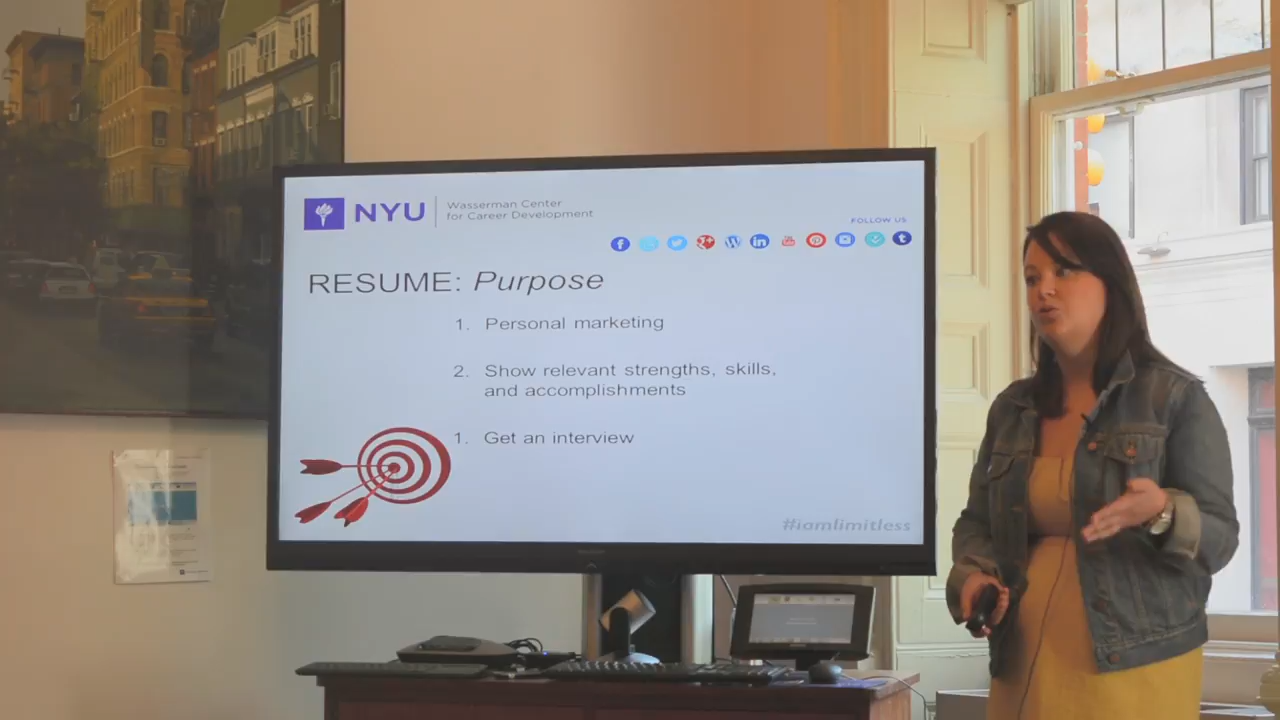 NYU
Wasserman Center
for Career Development
FOLLOW US
RESUME: Purpose
1. Personal marketing
2. Show relevant strengths, skills,
and accomplishments
1. Get an interview
#iamlimitless